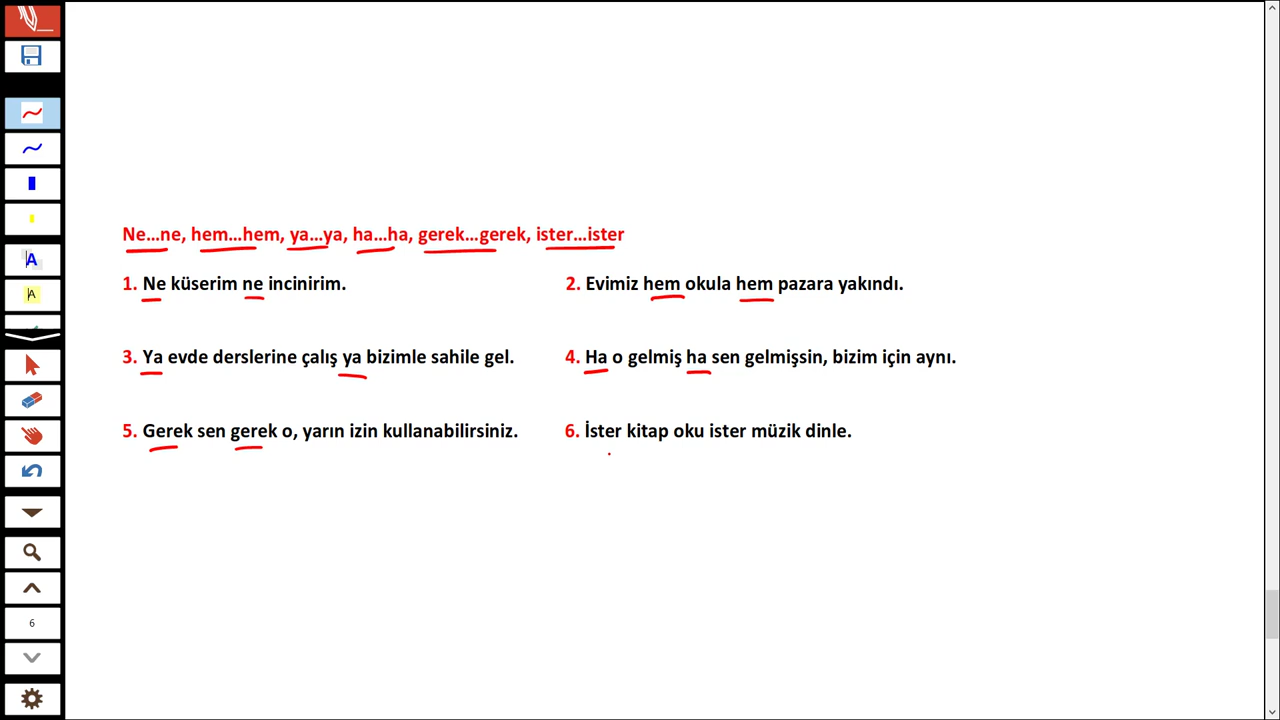 Ne...ne, hem...hem, ya...ya, ha...ha, gerek...gerek, ister...ister
1. Ne küserim ne incinirim.
2. Evimiz hem okula hem pazara yakındı.
3. Ya evde derslerine çalış ya bizimle sahile gel.
4. Ha o gelmiş ha sen gelmişsin, bizim için aynı.
5. Gerek sen gerek o, yarın izin kullanabilirsiniz.
6. İster kitap oku ister müzik dinle.
A
A
6